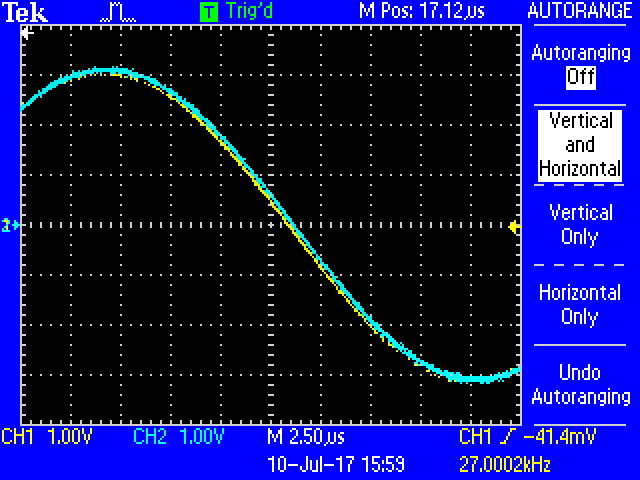 Tek T Trig'd M Pos: 17.12µs AUTORANGE
Autoranging
Off
Vertical
and
Horizontal
Vertical
Only
Horizontal
Only
Undo
Autoranging
2
CH1 1.00V CH2 1.00V M 2.50µs CH1 -41.4mV
10-Jul-17 15:59 27.0002kHz